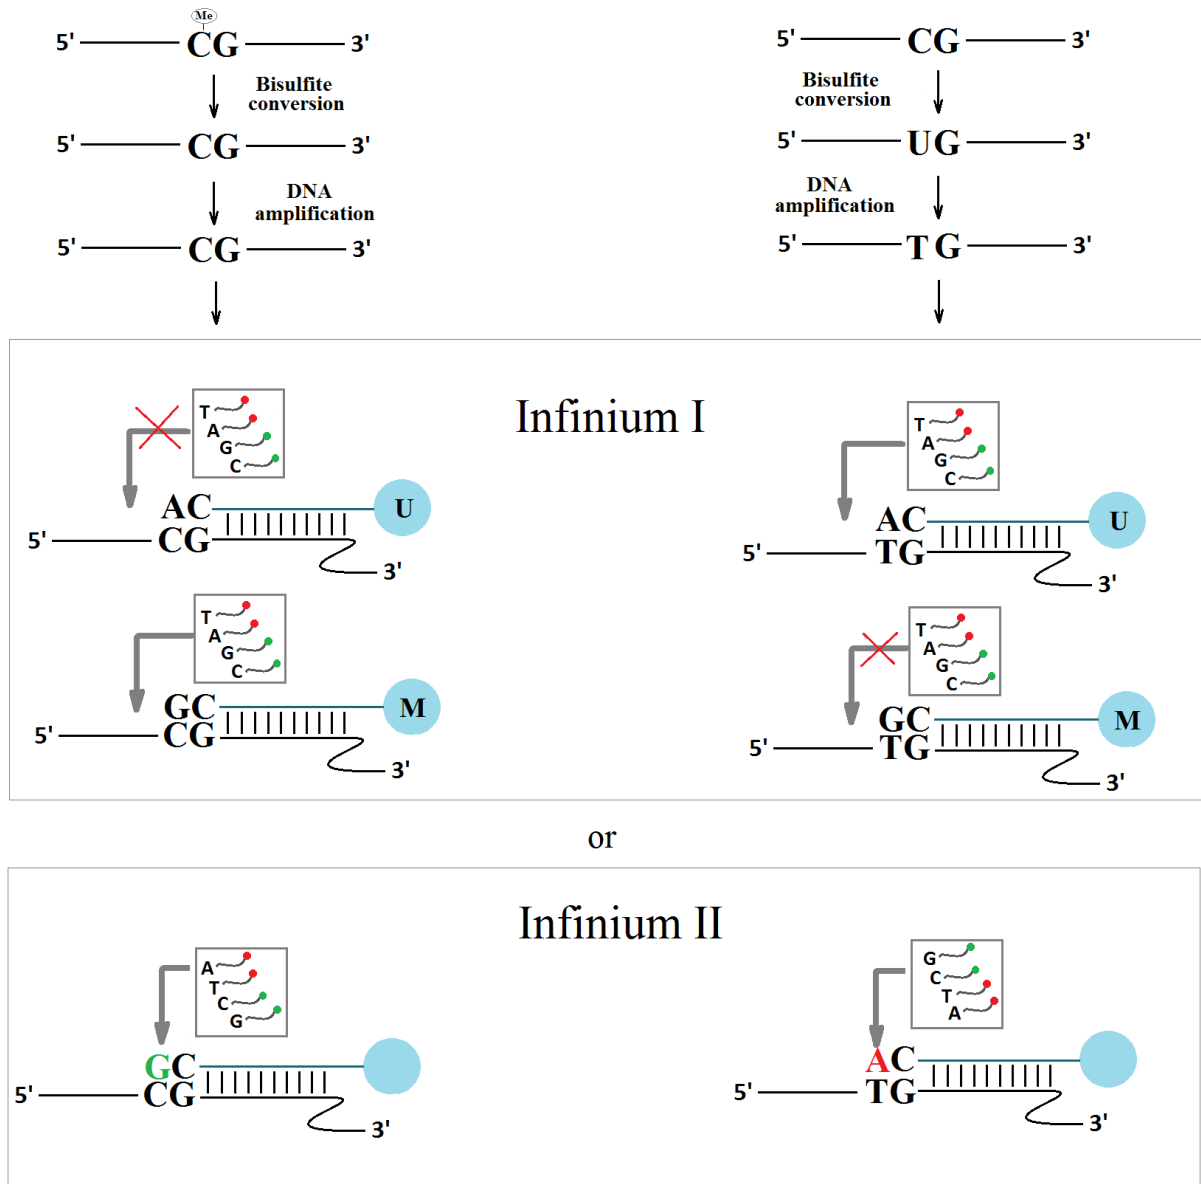 Me
5' CG 3'
Bisulfite
conversion
5' CG 3'
DNA
amplification
5' CG 3'
5' CG 3'
Bisulfite
conversion
5' UG 3'
DNA
amplification
5' TG 3'
Infinium I
T
A
G
C
AC U
5' CG
3'
T
A
G
C
AC U
5' TG
3'
T
A
G
C
GC M
5' CG
3'
T
A
G
C
GC M
5' TG
3'
or
Infinium II
A
T
C
G
GC
5' CG
3'
G
C
T
A
AC
5' TG
3'